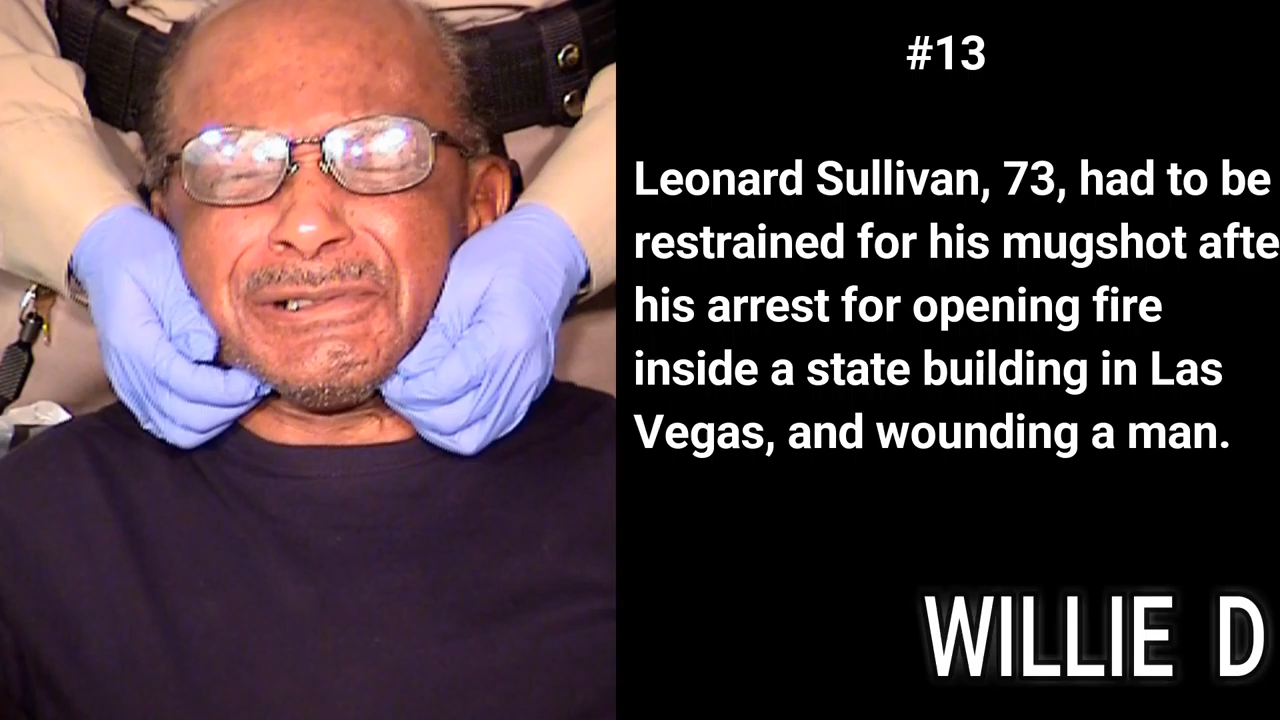 #13
Leonard Sullivan, 73, had to be
restrained for his mugshot afte
his arrest for opening fire
inside a state building in Las
Vegas, and wounding a man.
WILLIE D